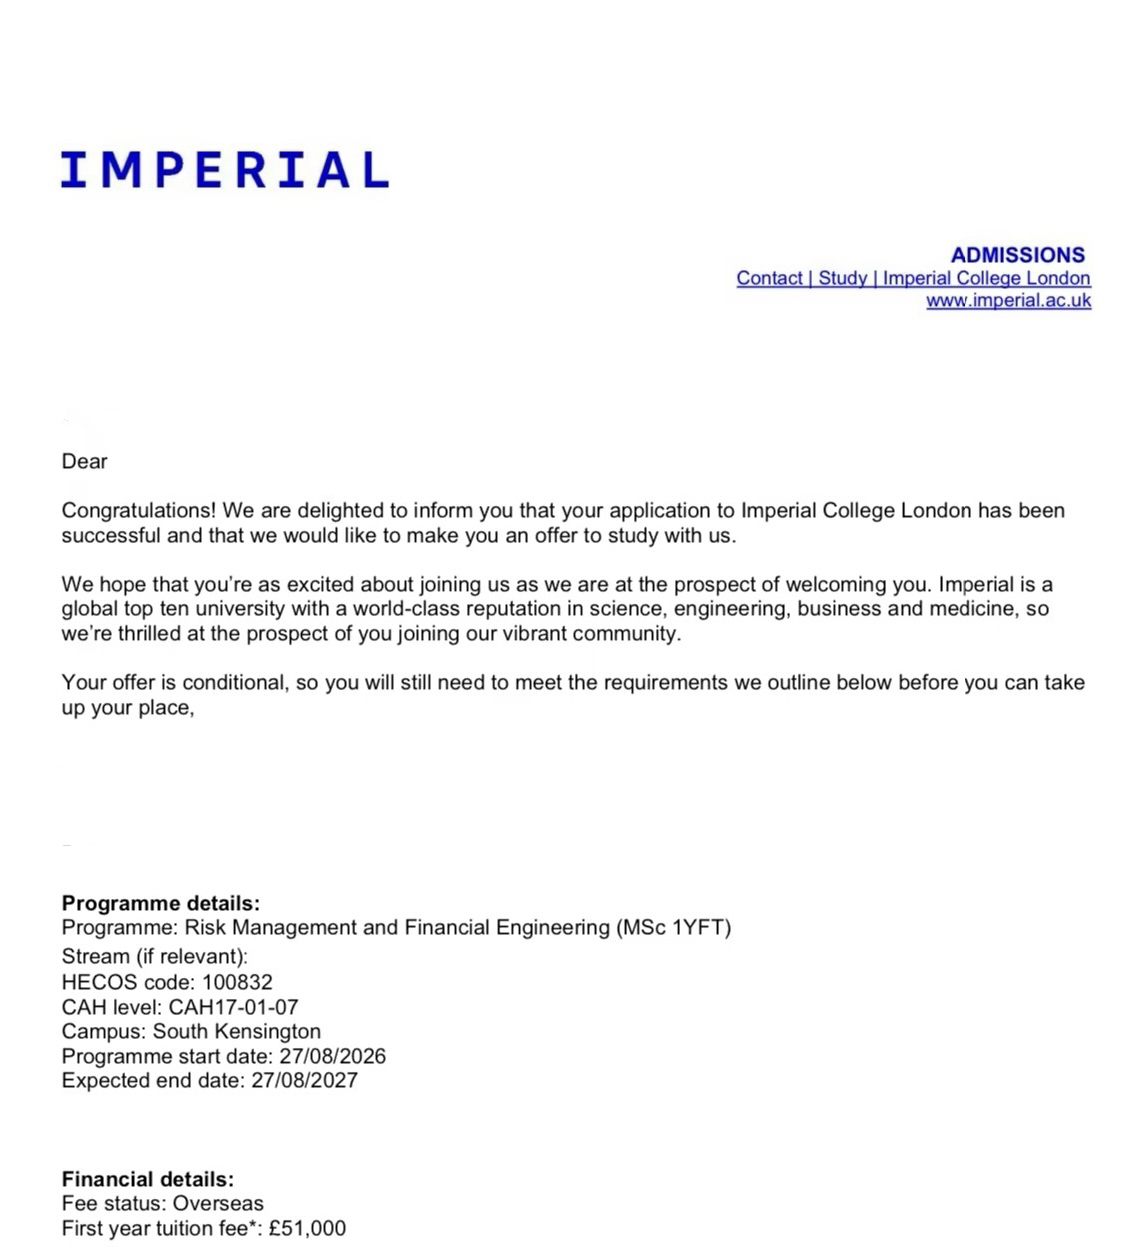 IMPERIAL
ADMISSIONS
Contact | Study | Imperial College London
www.imperial.ac.uk
Dear
Congratulations! We are delighted to inform you that your application to Imperial College London has been
successful and that we would like to make you an offer to study with us.
We hope that you’re as excited about joining us as we are at the prospect of welcoming you. Imperial is a
global top ten university with a world-class reputation in science, engineering, business and medicine, so
we’re thrilled at the prospect of you joining our vibrant community.
Your offer is conditional, so you will still need to meet the requirements we outline below before you can take
up your place,
Programme details:
Programme: Risk Management and Financial Engineering (MSc 1YFT)
Stream (if relevant):
HECOS code: 100832
CAH level: CAH17-01-07
Campus: South Kensington
Programme start date: 27/08/2026
Expected end date: 27/08/2027
Financial details:
Fee status: Overseas
First year tuition fee*: £51,000